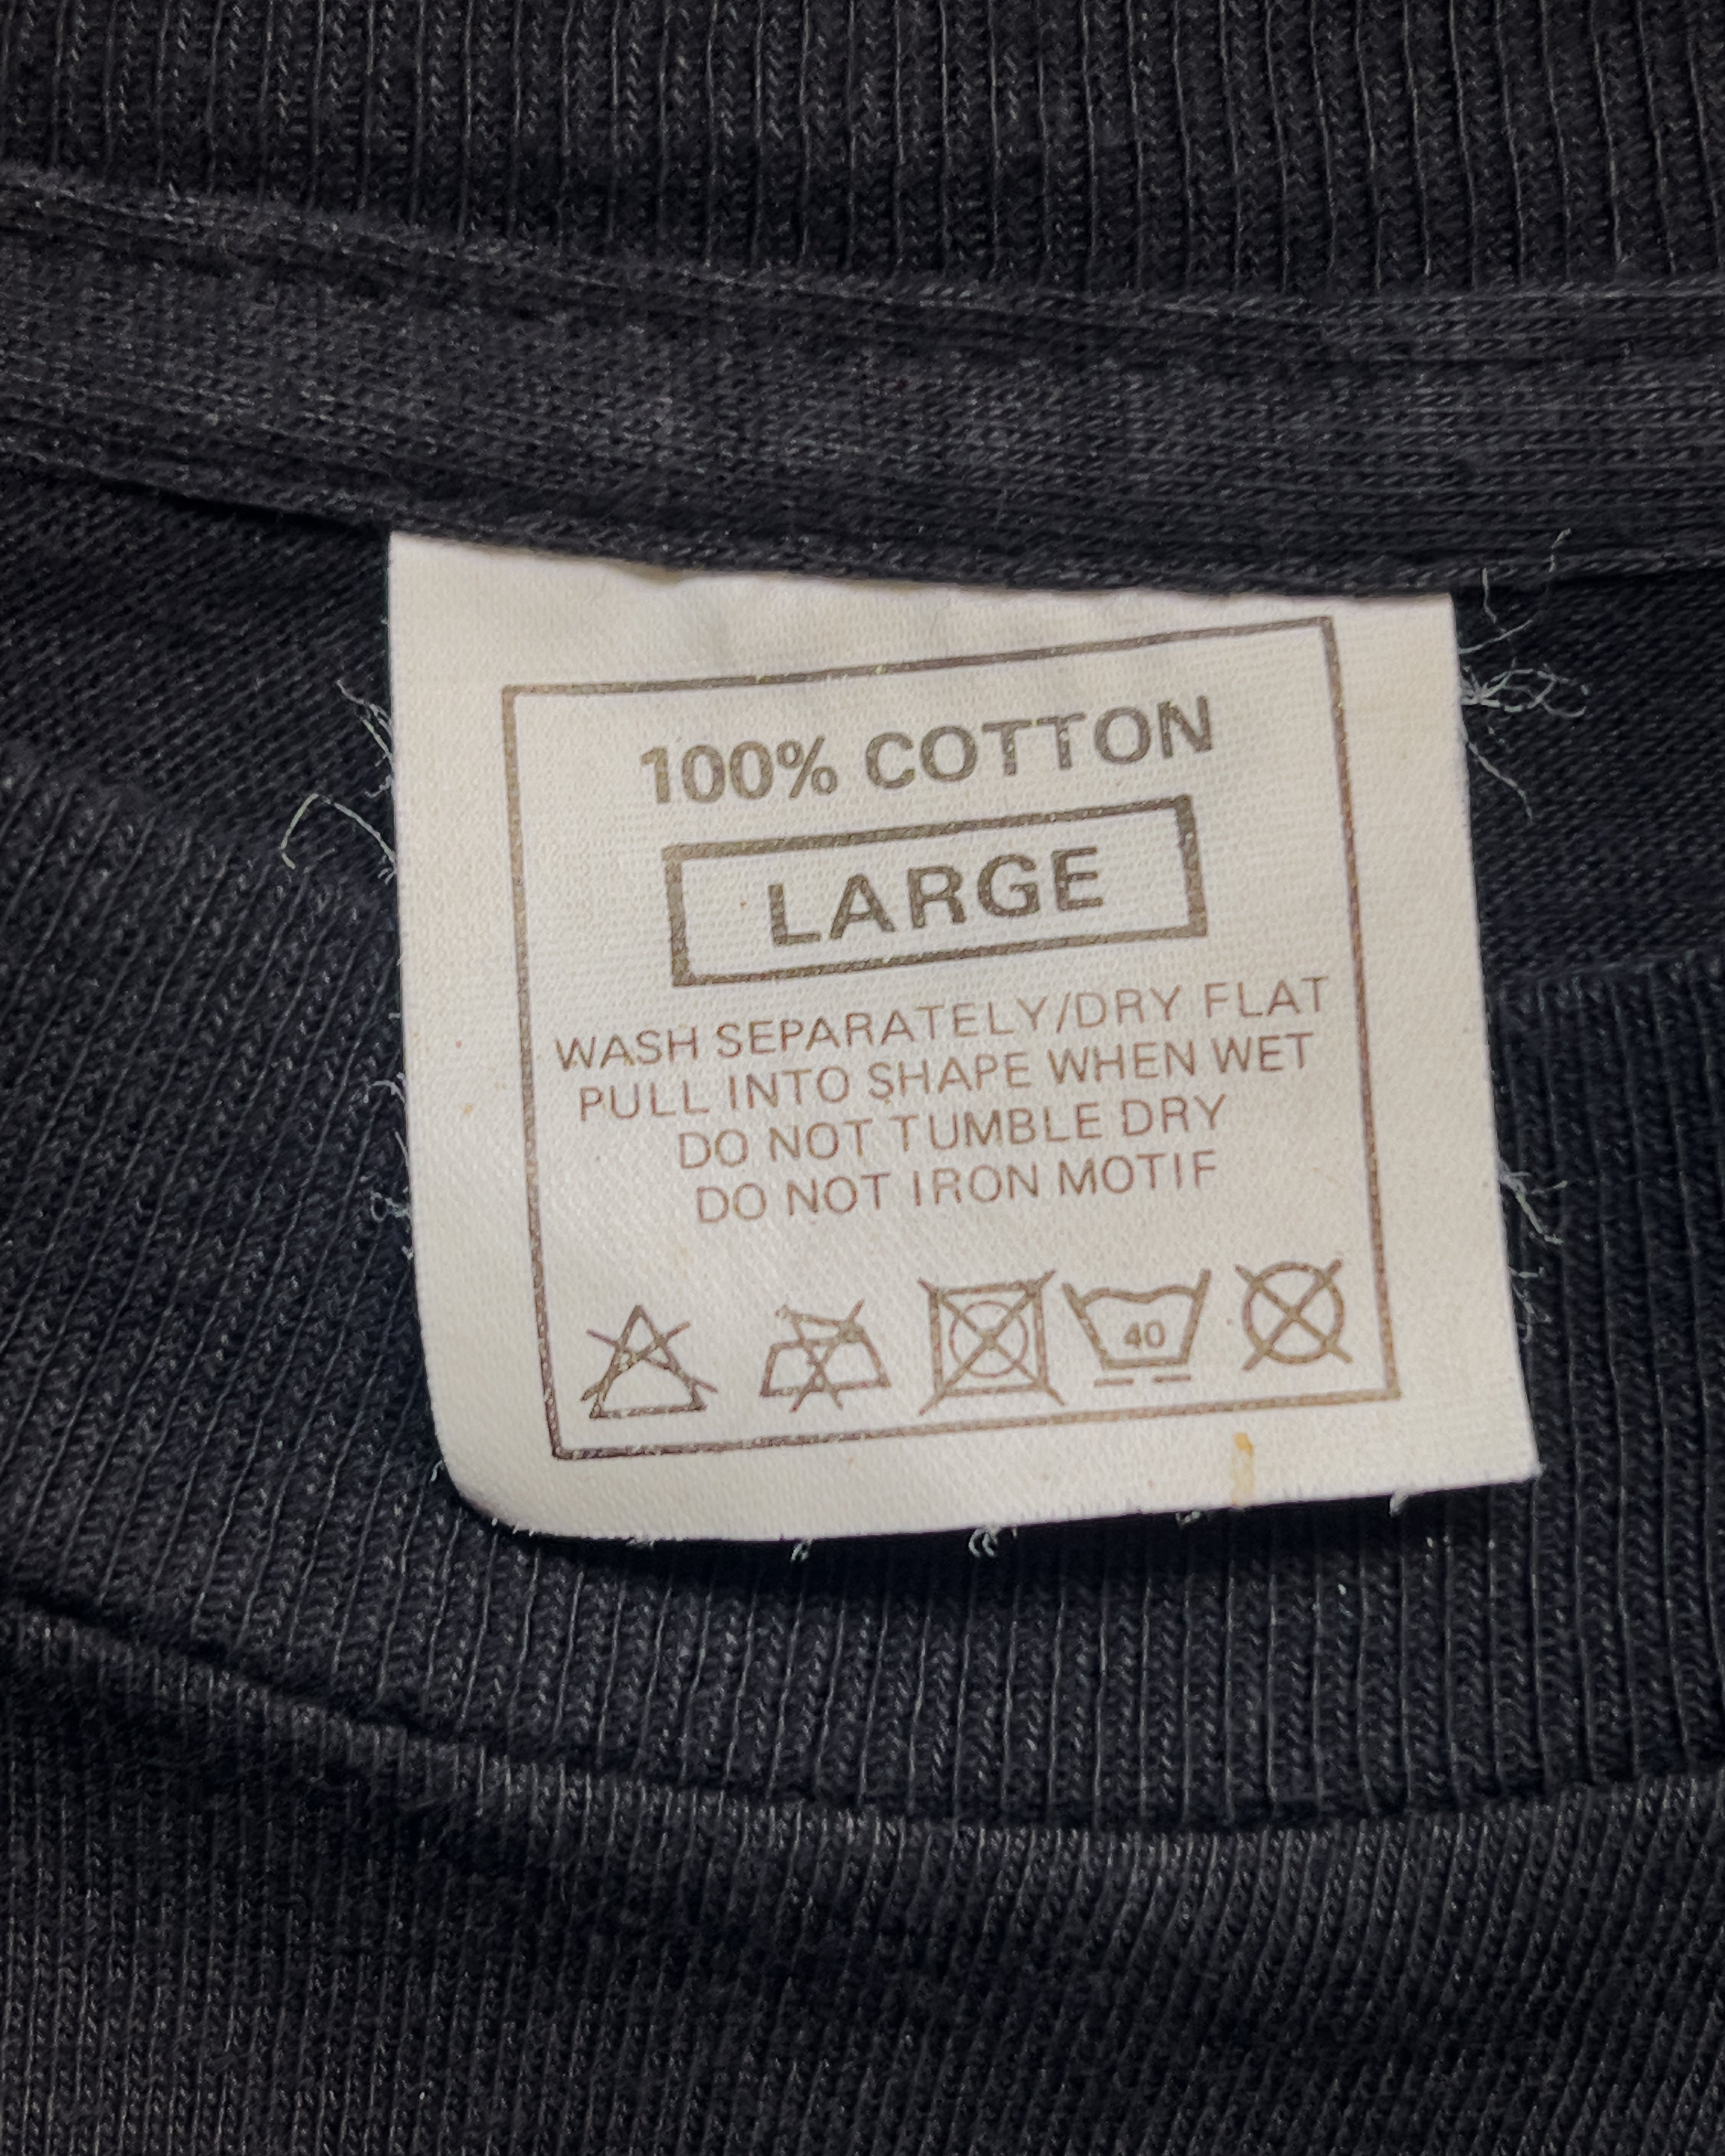 100% COTTON
LARGE
WASH SEPARATELY/DRY FLAT
PULL INTO SHAPE WHEN WET
DO NOT TUMBLE DRY
DO NOT IRON MOTIF
40